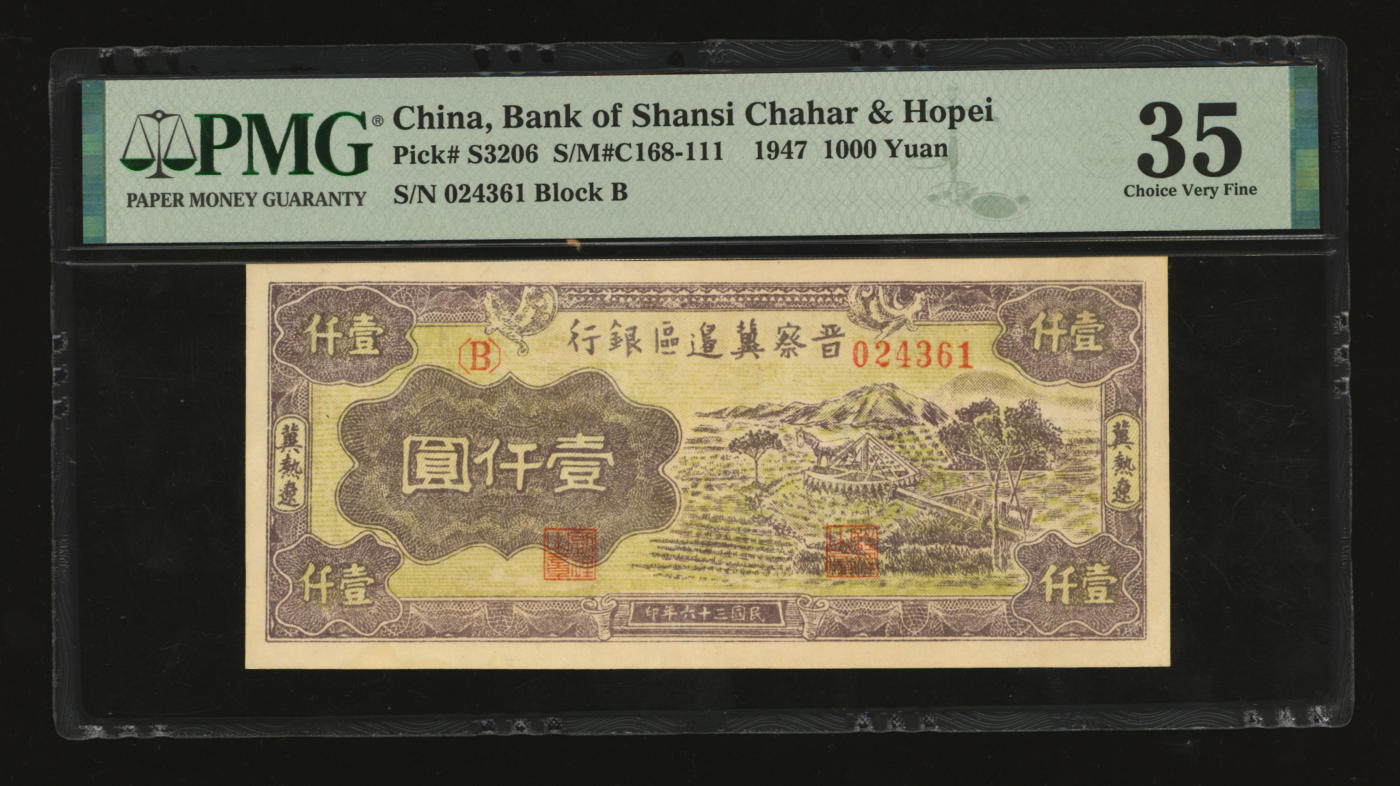 PMG®
PAPER MONEY GUARANTY
China, Bank of Shansi Chahar & Hopei
Pick# S3206 S/M#C168-111 1947 1000 Yuan
S/N 024361 Block B
35
Choice Very Fine
壹仟
壹仟
晋察冀邊區銀行
(B)
024361
壹仟圓
冀熱遼
冀熱遼
壹仟
壹仟
民國三十六年印